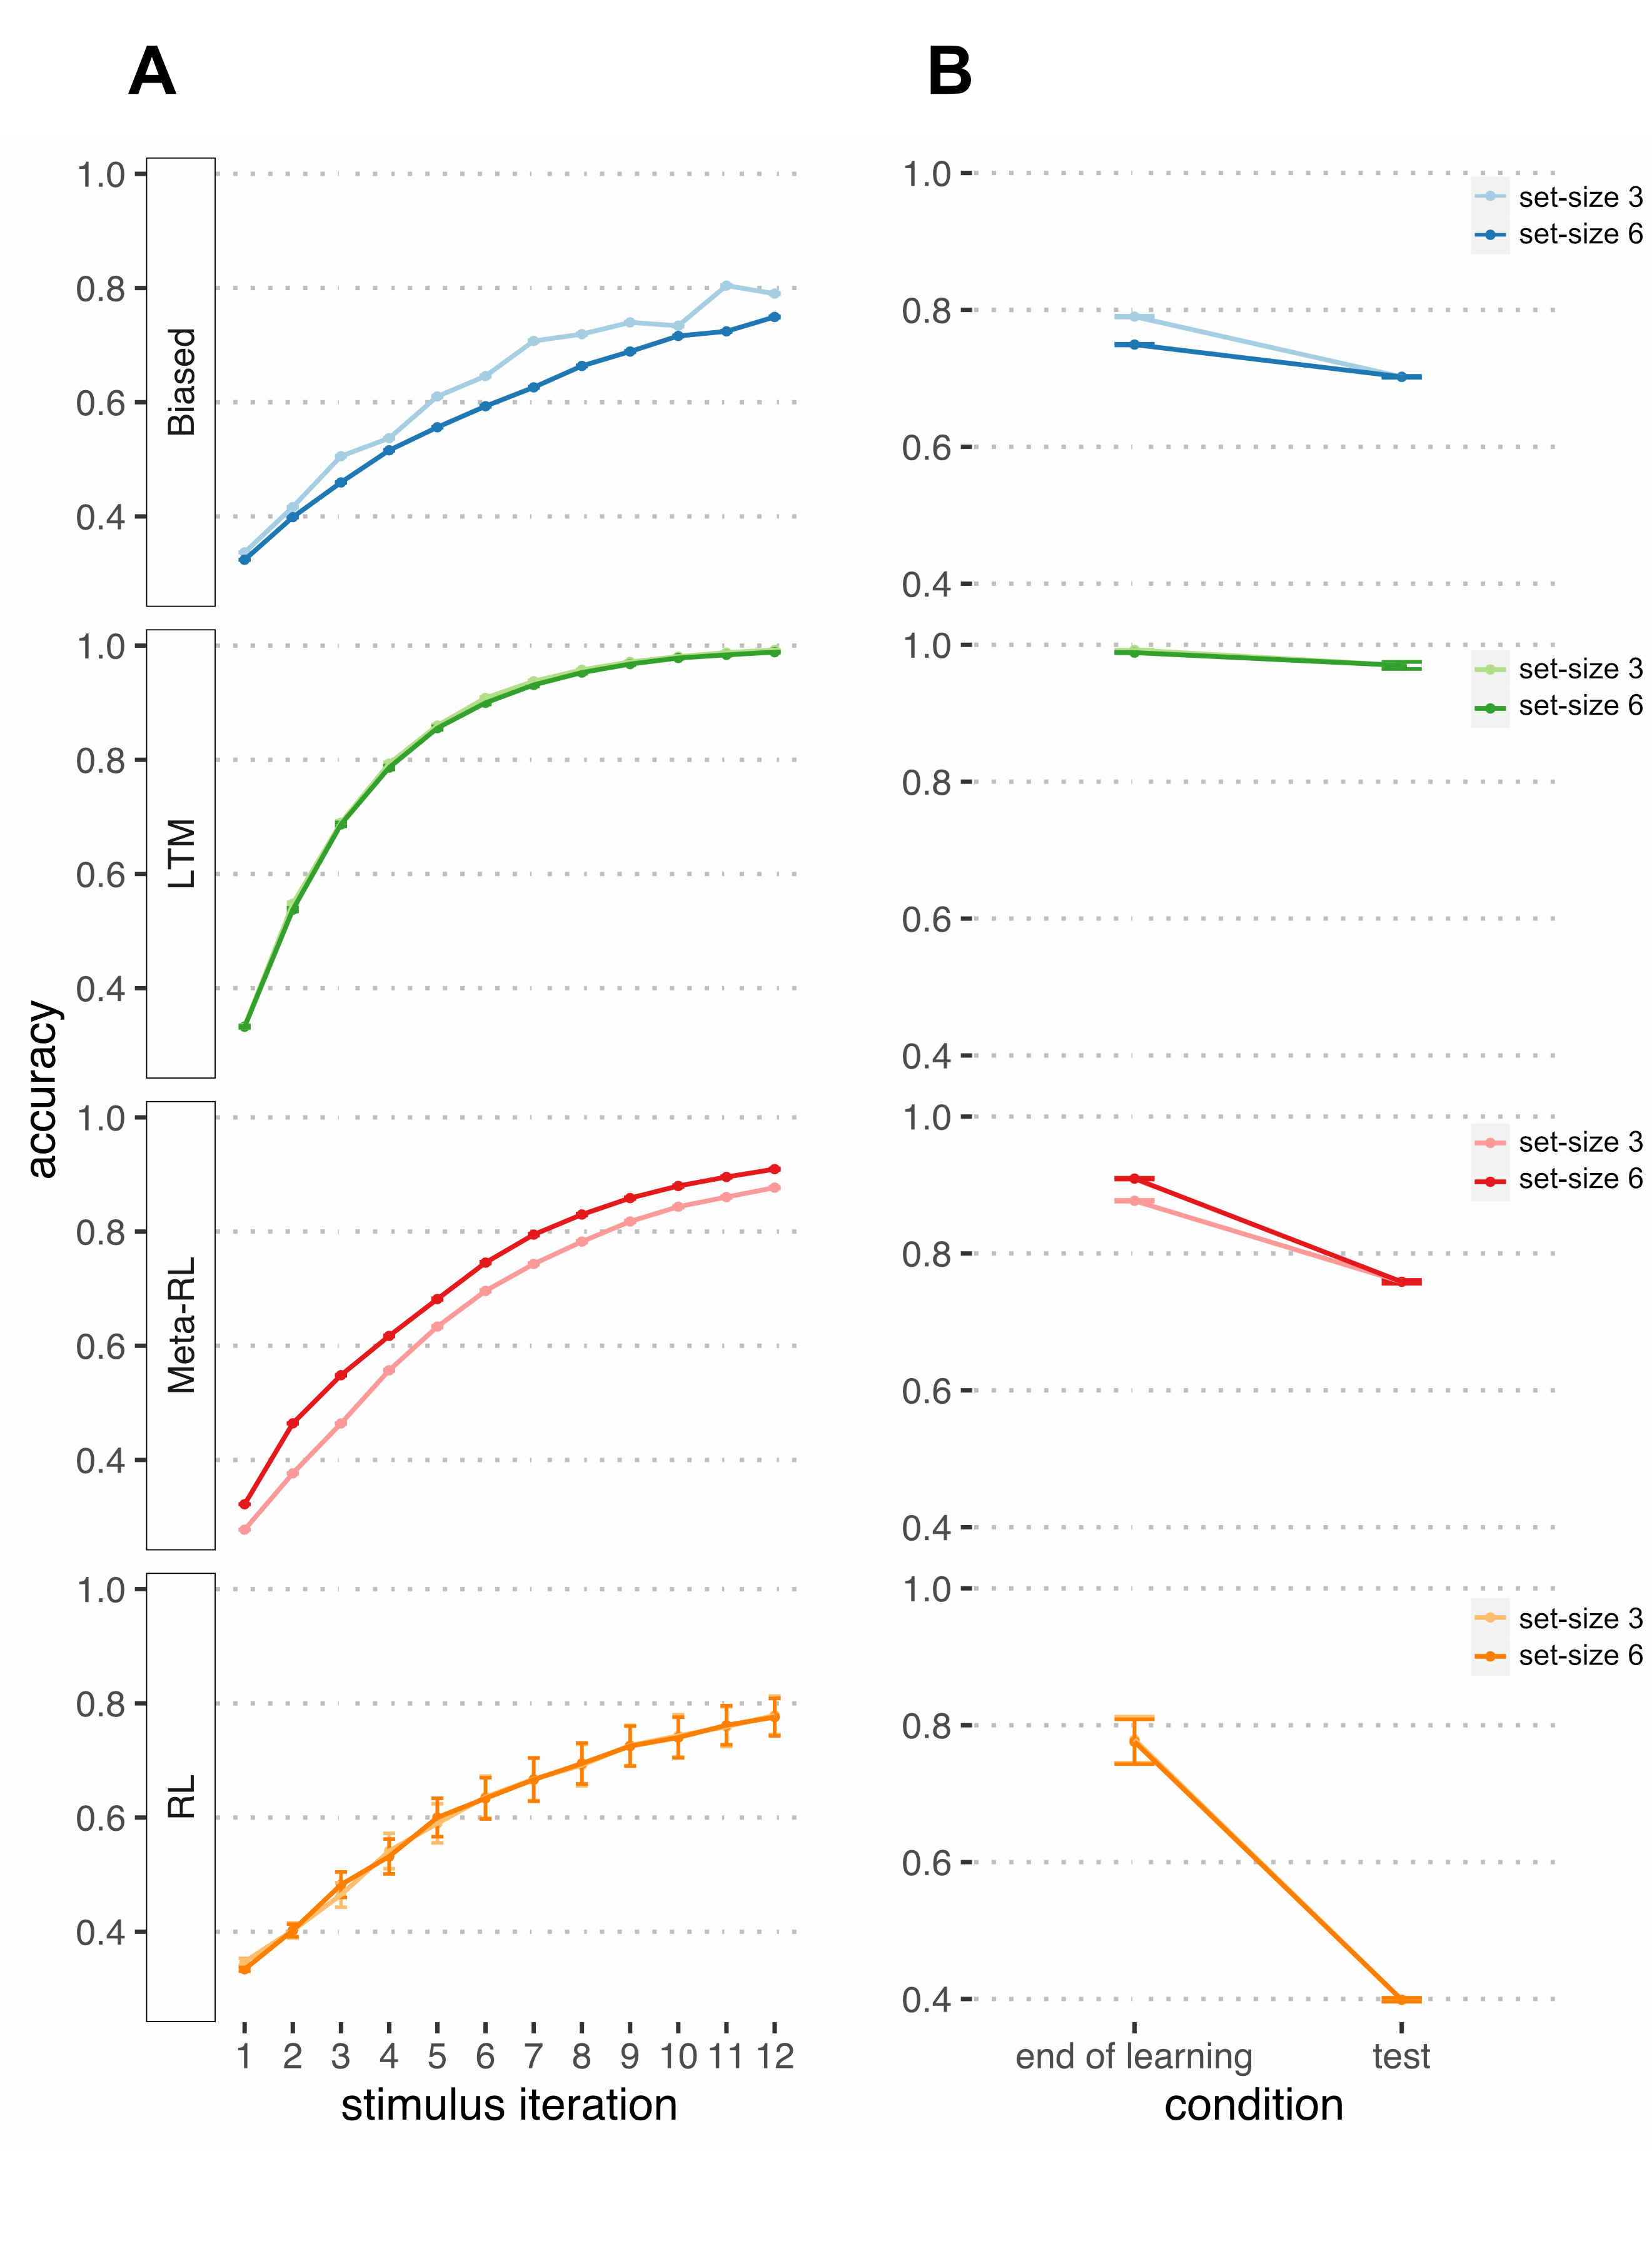 A
B
accuracy
Biased
1.0
0.8
0.6
0.4
1.0
0.8
0.6
0.4
set-size 3
set-size 6
LTM
1.0
0.8
0.6
0.4
1.0
0.8
0.6
0.4
set-size 3
set-size 6
Meta-RL
1.0
0.8
0.6
0.4
1.0
0.8
0.6
0.4
set-size 3
set-size 6
RL
1.0
0.8
0.6
0.4
1.0
0.8
0.6
0.4
set-size 3
set-size 6
1 2 3 4 5 6 7 8 9 10 11 12
stimulus iteration
end of learning test
condition